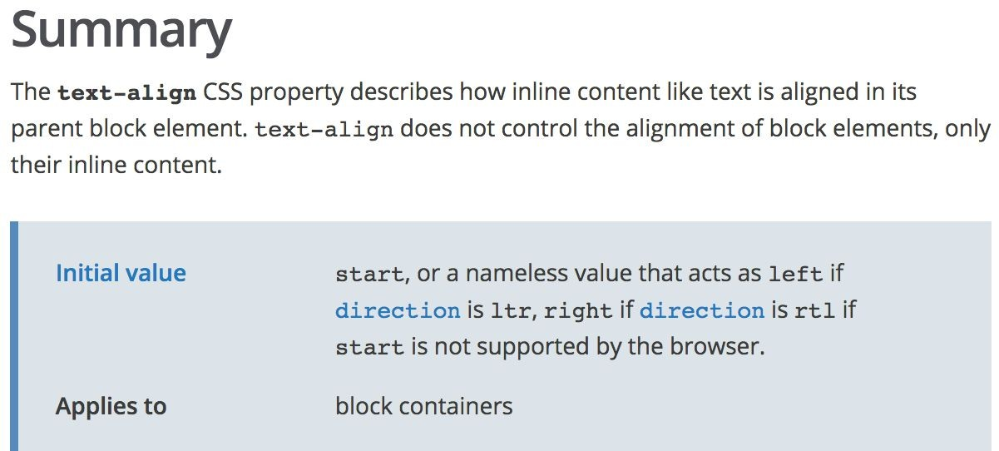 Summary
The text-align CSS property describes how inline content like text is aligned in its
parent block element. text-align does not control the alignment of block elements, only
their inline content.
Initial value start, or a nameless value that acts as left if
direction is ltr, right if direction is rtl if
start is not supported by the browser.
Applies to block containers